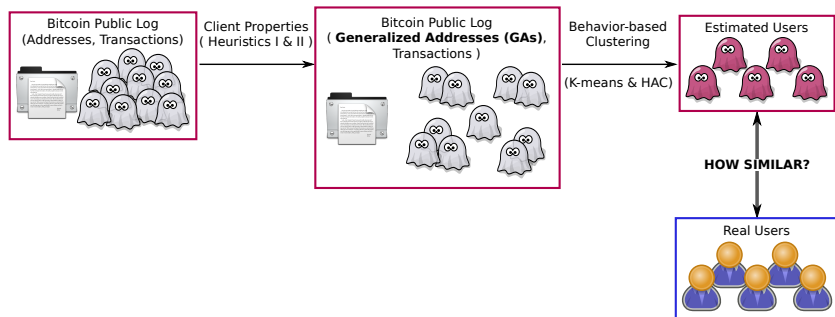 Bitcoin Public Log
(Addresses, Transactions)
Client Properties
( Heuristics I & II )
Bitcoin Public Log
( Generalized Addresses (GAs),
Transactions )
Behavior-based
Clustering
(K-means & HAC)
Estimated Users
HOW SIMILAR?
Real Users